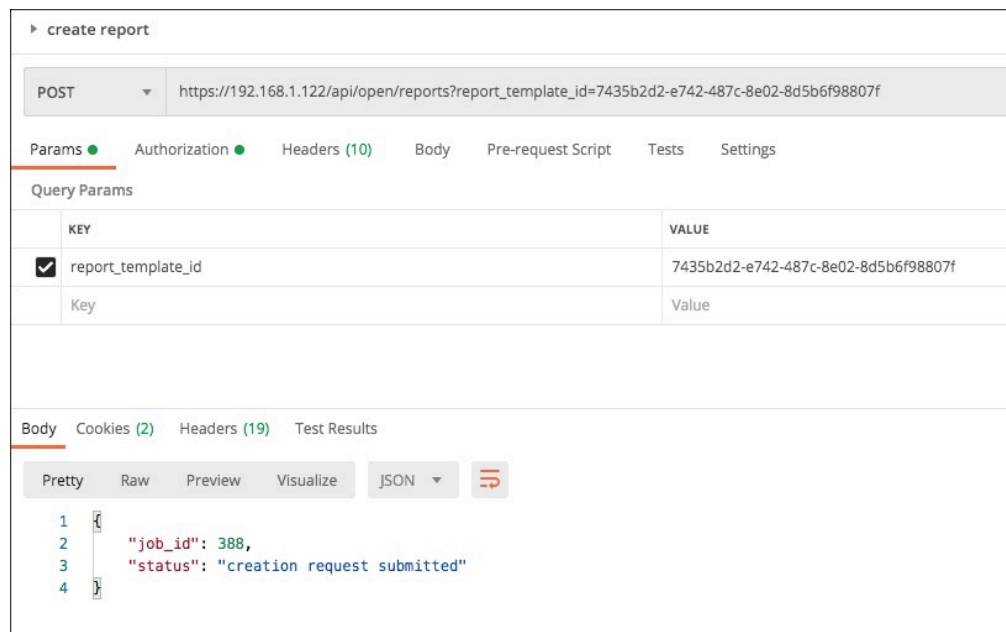 create report
POST https://192.168.1.122/api/open/reports?report_template_id=7435b2d2-e742-487c-8e02-8d5b6f98807f
Params Authorization Headers (10) Body Pre-request Script Tests Settings
Query Params
KEY VALUE
report_template_id 7435b2d2-e742-487c-8e02-8d5b6f98807f
Key Value
Body Cookies (2) Headers (19) Test Results
Pretty Raw Preview Visualize JSON
1 {
2 "job_id": 388,
3 "status": "creation request submitted"
4 }